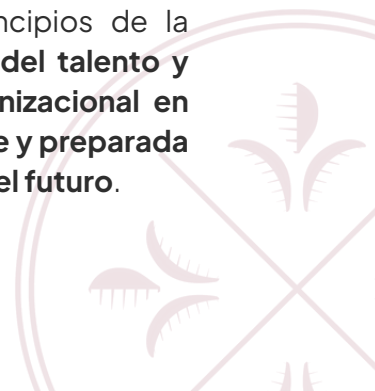 ncipios de la
del talento y
nizacional en
e y preparada
el futuro.